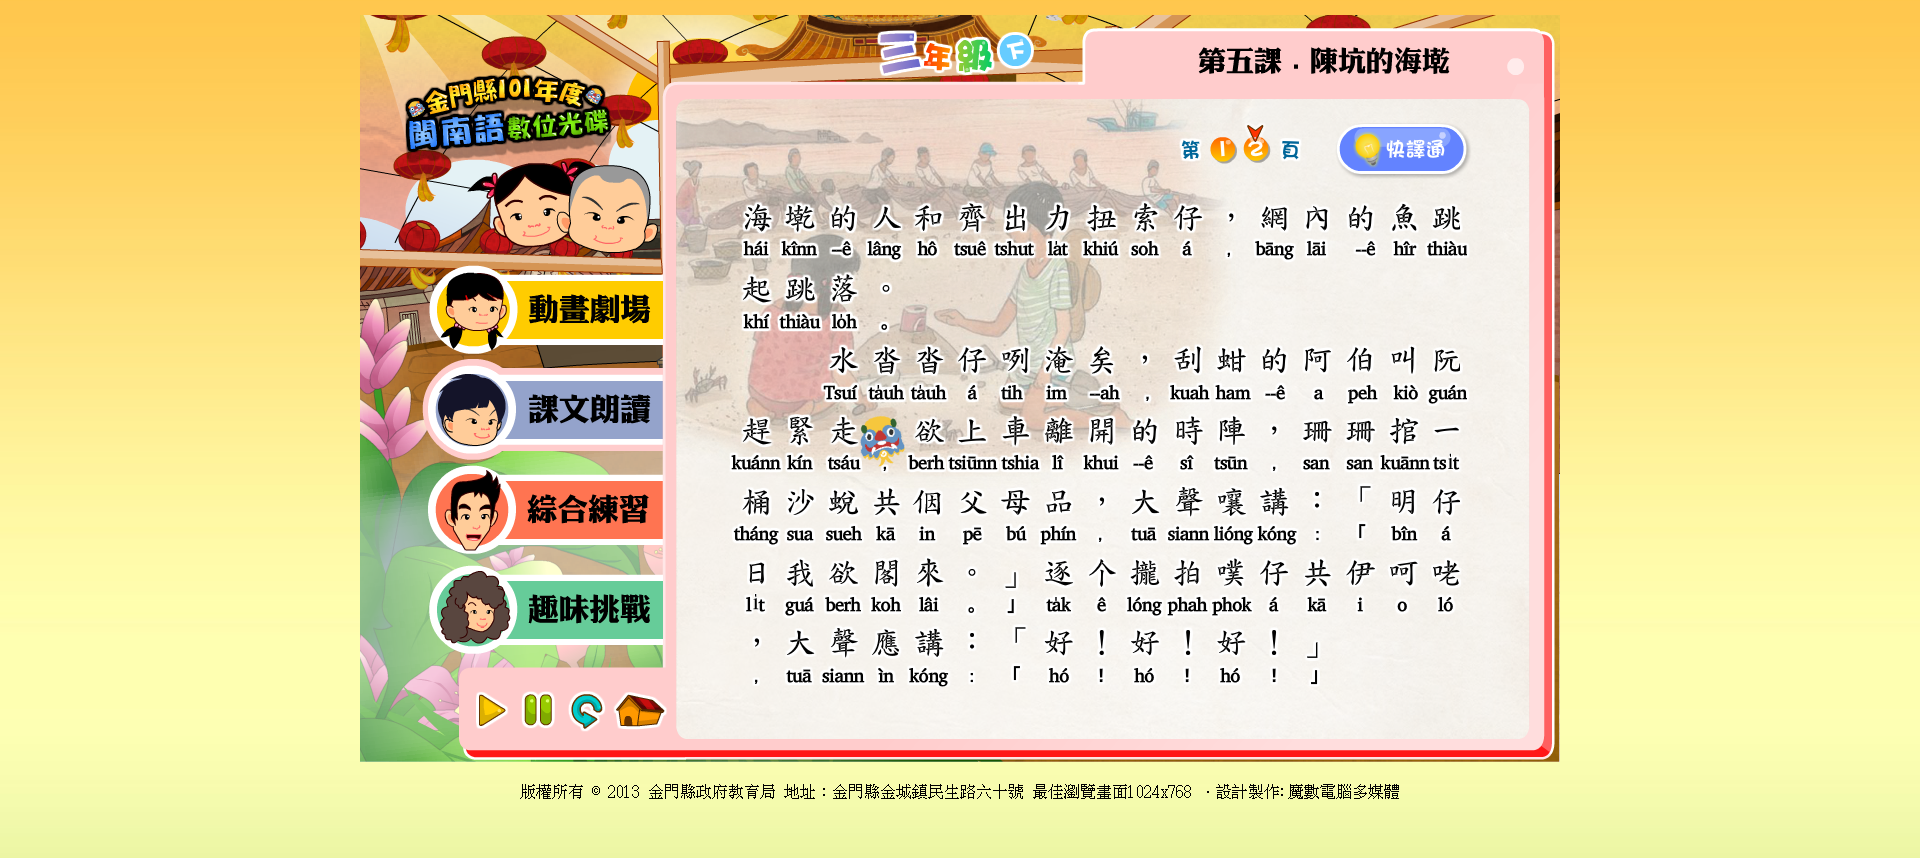 金門縣101年度
閩南語數位光碟
三年級下
第五課．陳坑的海墘
第 1 2 頁
快譯通
動畫劇場
課文朗讀
綜合練習
趣味挑戰
海墘的人和齊出力扭索仔，網內的魚跳
hái kînn --ê lâng hô tsuê tshut la̍t khiú soh á , bāng lāi --ê hîr thiàu
起跳落。
khí thiàu lo̍h 。
水沓沓仔咧淹矣，刮蚶的阿伯叫阮
Tsuí ta̍uh ta̍uh á tih im --ah , kuah ham --ê a peh kiò guán
趕緊走 欲上車離開的時陣，珊珊捾一
kuánn kín tsáu , berh tsiūnn tshia lî khui --ê sî tsūn , san san kuānn tsi̍t
桶沙蛻共𪜶父母品，大聲嚷講：「明仔
tháng sua sueh kā in pē bú phín , tuā siann lióng kóng : 「 bîn á
日我欲閣來。」逐个攏拍噗仔共伊呵咾
li̍t guá berh koh lâi 。」 ta̍k ê lóng phah phok á kā i o ló
，大聲應講：「好！好！好！」
, tuā siann ìn kóng : 「 hó ! hó ! hó ! 」
版權所有 © 2013 金門縣政府教育局 地址：金門縣金城鎮民生路六十號 最佳瀏覽畫面1024x768 ・設計製作: 魔數電腦多媒體